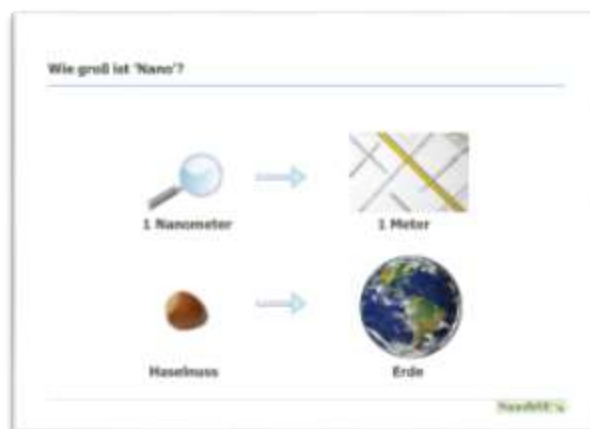 Wie groß ist 'Nano'?
1 Nanometer
1 Meter
Haselnuss
Erde